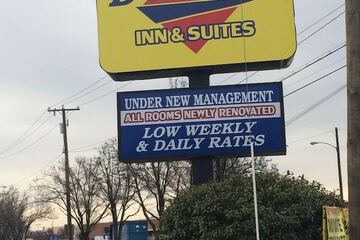 INN & SUITES
UNDER NEW MANAGEMENT
ALL ROOMS NEWLY RENOVATED
LOW WEEKLY
& DAILY RATES